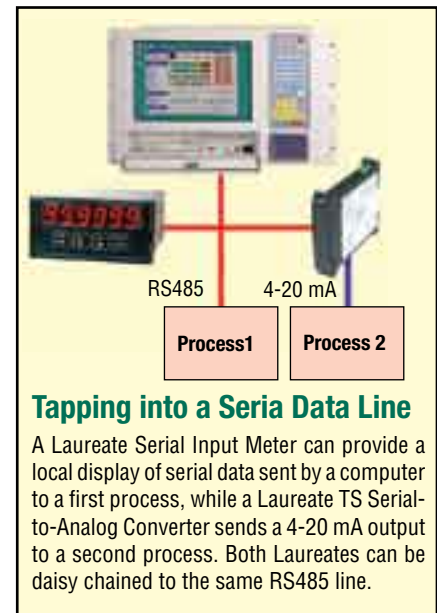 999999
RS485 4-20 mA
Process1 Process 2
Tapping into a Seria Data Line
A Laureate Serial Input Meter can provide a
local display of serial data sent by a computer
to a first process, while a Laureate TS Serial-
to-Analog Converter sends a 4-20 mA output
to a second process. Both Laureates can be
daisy chained to the same RS485 line.